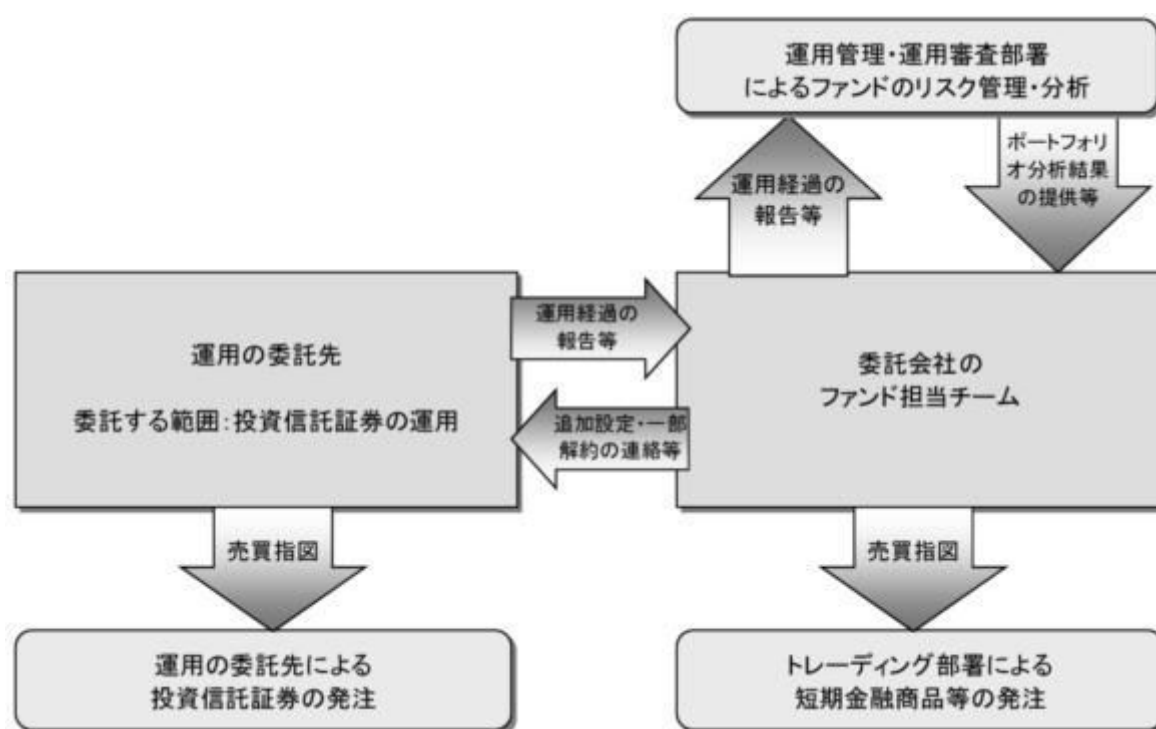 運用管理・運用審査部署
によるファンドのリスク管理・分析
運用経過の
報告等
ポートフォリ
オ分析結果
の提供等
運用の委託先
委託する範囲：投資信託証券の運用
運用経過の
報告等
追加設定・一部
解約の連絡等
委託会社の
ファンド担当チーム
売買指図
売買指図
運用の委託先による
投資信託証券の発注
トレーディング部署による
短期金融商品等の発注